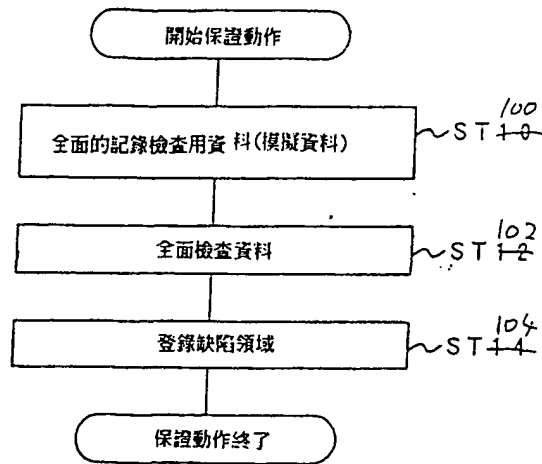 開始保證動作
100
全面的記錄檢查用資料(模擬資料)
ST10
102
全面檢查資料
ST12
104
登錄缺陷領域
ST14
保證動作終了